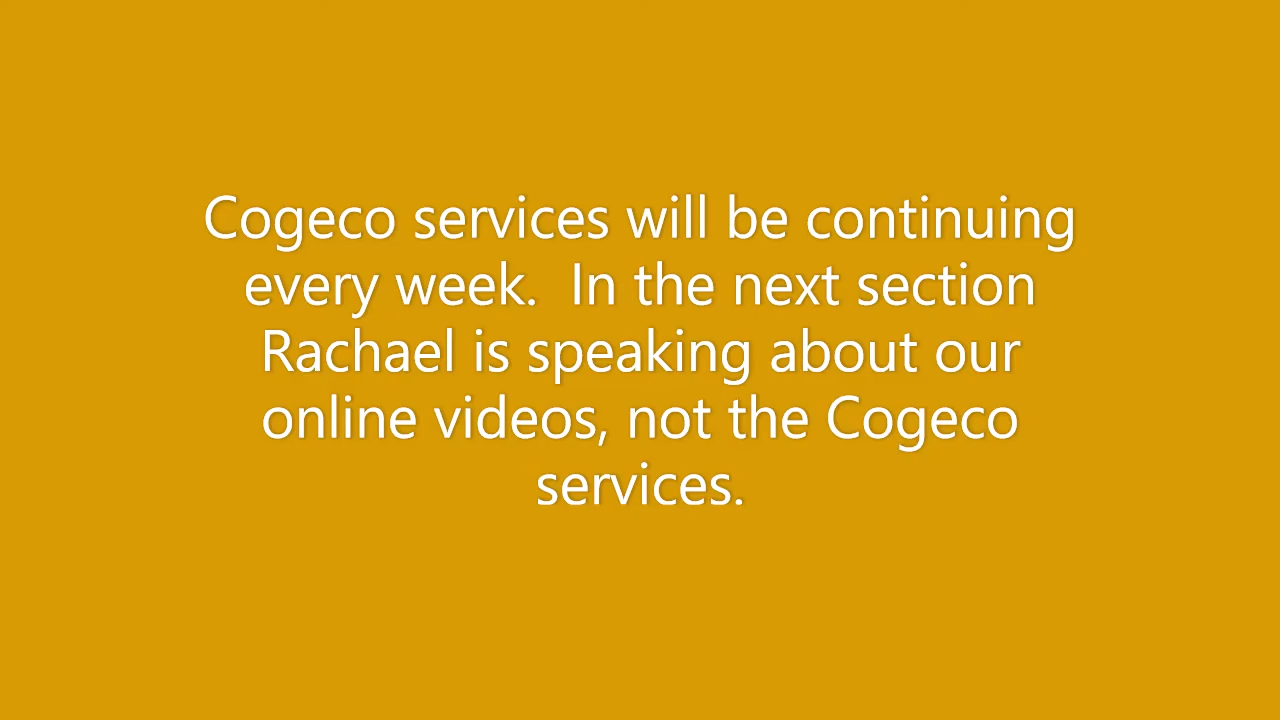 Cogeco services will be continuing
every week.  In the next section
Rachael is speaking about our
online videos, not the Cogeco
services.